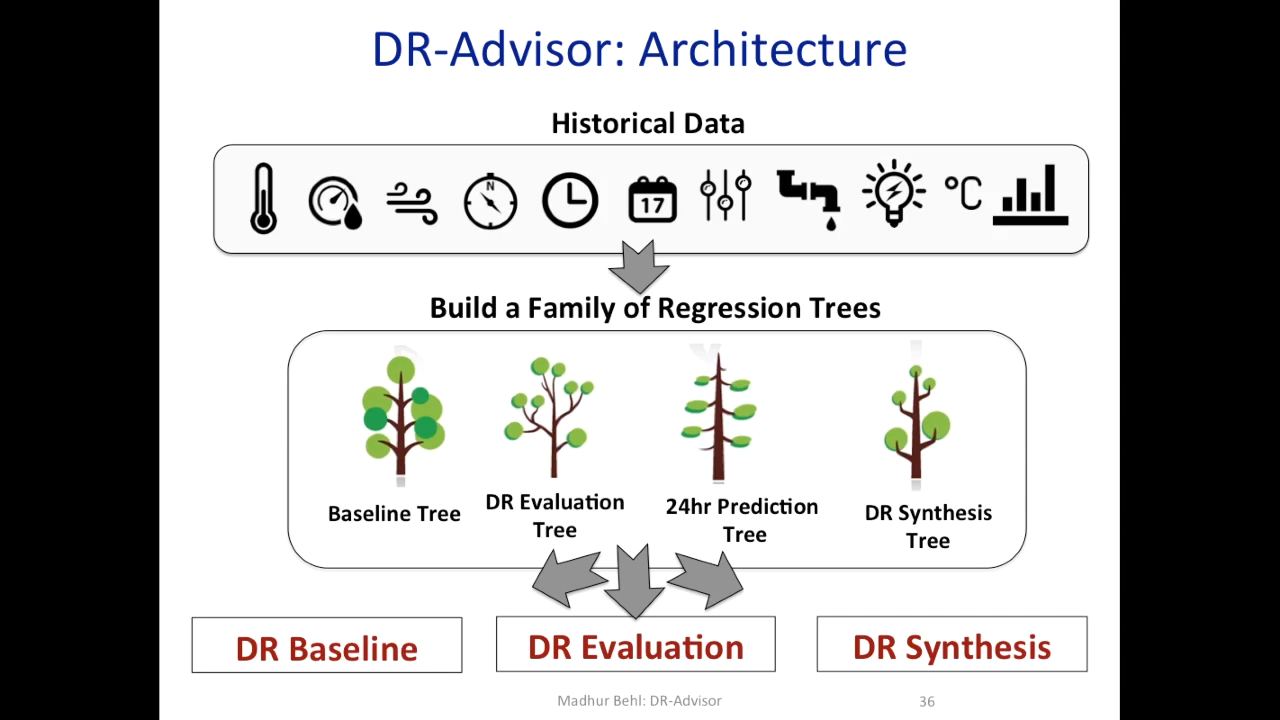 DR-Advisor: Architecture
Historical Data
N
17
°C
Build a Family of Regression Trees
Baseline Tree
DR Evaluation
Tree
24hr Prediction
Tree
DR Synthesis
Tree
DR Baseline
DR Evaluation
DR Synthesis
Madhur Behl: DR-Advisor
36